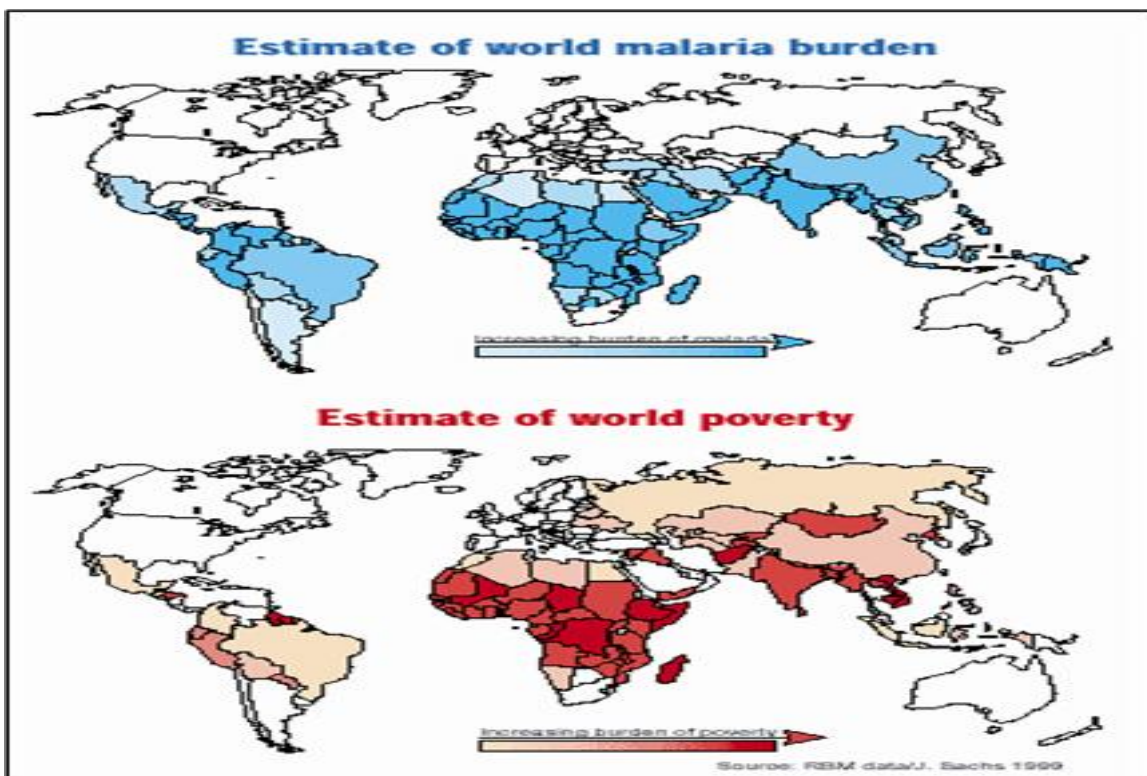 Estimate of world malaria burden
Increasing burden of malaria
Estimate of world poverty
Increasing burden of poverty
Source: RBM data/J. Sachs 1999